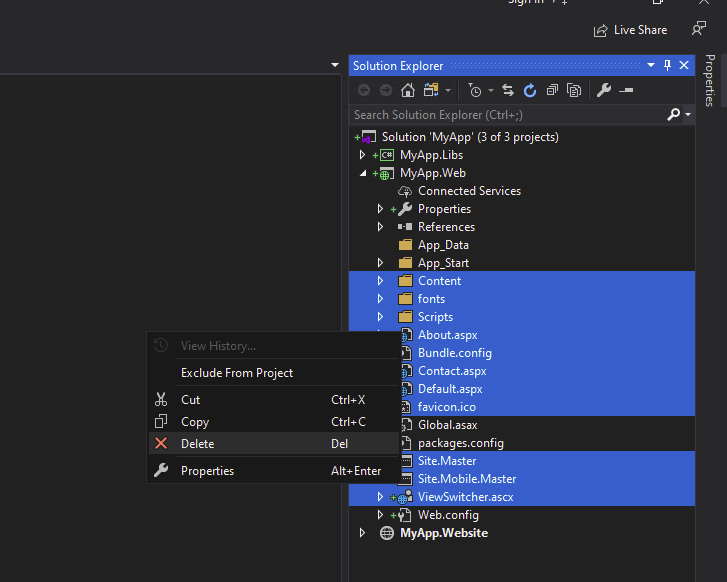 Sign in
Live Share
Solution Explorer
Properties
Search Solution Explorer (Ctrl+;)
Solution 'MyApp' (3 of 3 projects)
C# MyApp.Libs
MyApp.Web
Connected Services
Properties
References
App_Data
App_Start
Content
fonts
Scripts
About.aspx
View History...
Bundle.config
Exclude From Project
Contact.aspx
Default.aspx
Cut Ctrl+X
favicon.ico
Copy Ctrl+C
Global.asax
Delete Del
packages.config
Site.Master
Properties Alt+Enter
Site.Mobile.Master
ViewSwitcher.ascx
Web.config
MyApp.Website